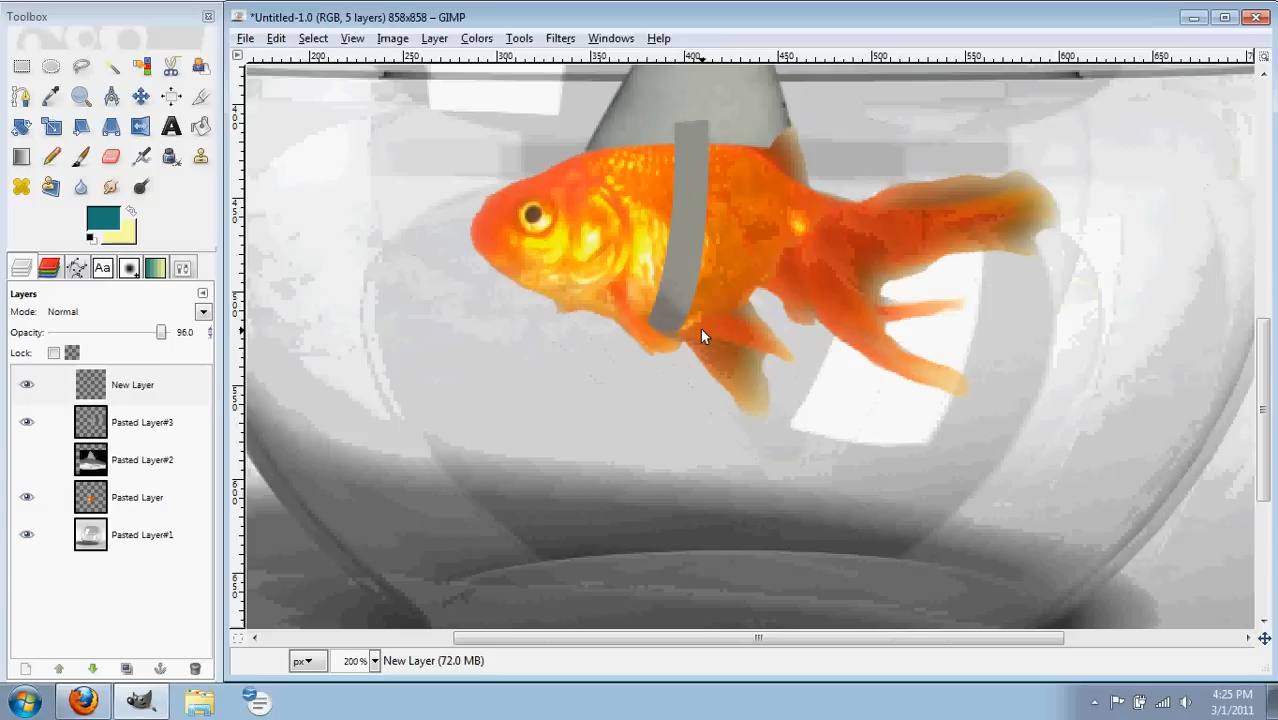 Toolbox
*Untitled-1.0 (RGB, 5 layers) 858x858 – GIMP
File Edit Select View Image Layer Colors Tools Filters Windows Help
200 300 350 400 450 500 550 600 650
Layers
Mode: Normal
Opacity: 96.0
Lock:
New Layer
Pasted Layer#3
Pasted Layer#2
Pasted Layer
Pasted Layer#1
px 200% New Layer (72.0 MB)
4:25 PM
3/1/2011